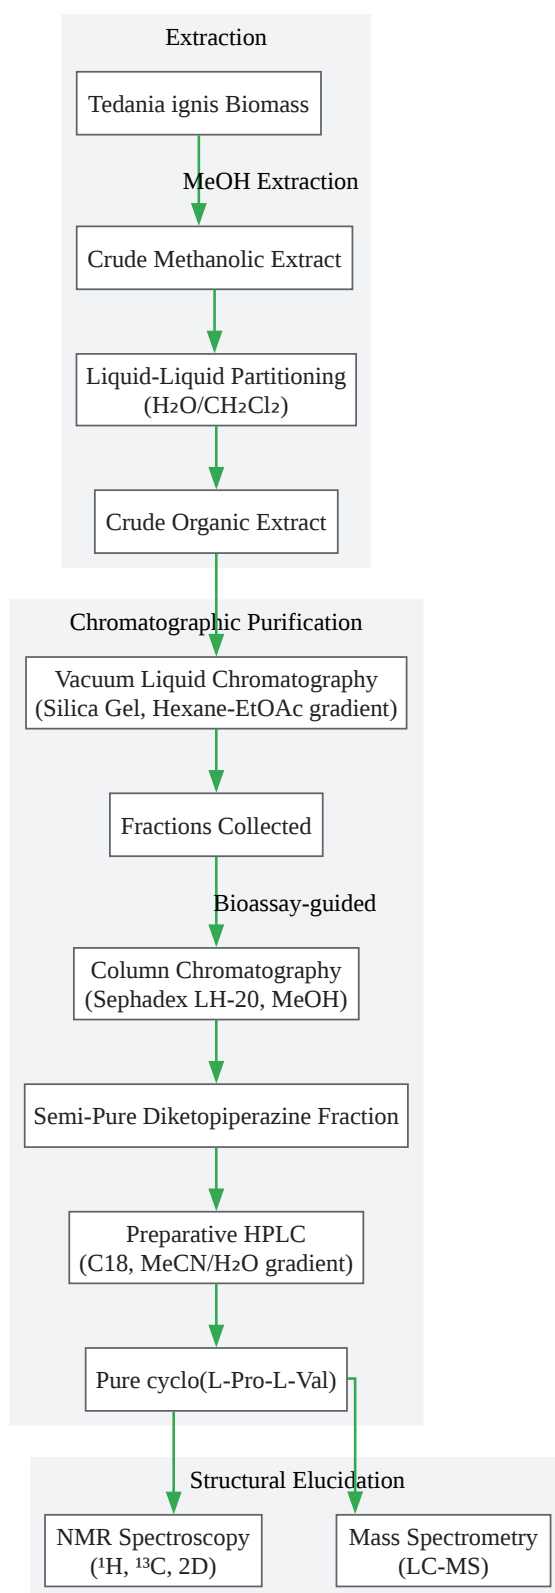 Extraction
Tedania ignis Biomass
MeOH Extraction
Crude Methanolic Extract
Liquid-Liquid Partitioning
(H₂O/CH₂Cl₂)
Crude Organic Extract
Chromatographic Purification
Vacuum Liquid Chromatography
(Silica Gel, Hexane-EtOAc gradient)
Fractions Collected
Bioassay-guided
Column Chromatography
(Sephadex LH-20, MeOH)
Semi-Pure Diketopiperazine Fraction
Preparative HPLC
(C18, MeCN/H₂O gradient)
Pure cyclo(L-Pro-L-Val)
Structural Elucidation
NMR Spectroscopy
(¹H, ¹³C, 2D)
Mass Spectrometry
(LC-MS)